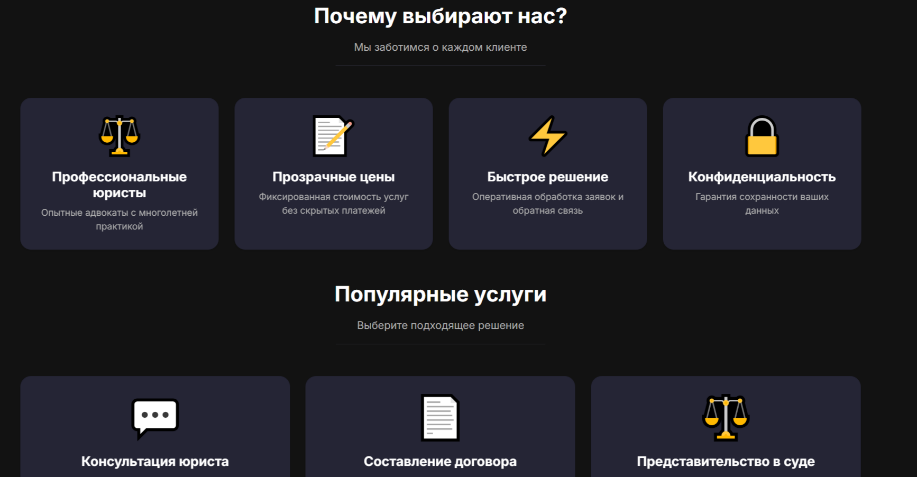 Почему выбирают нас?
Мы заботимся о каждом клиенте
Профессиональные
юристы
Опытные адвокаты с многолетней
практикой
Прозрачные цены
Фиксированная стоимость услуг
без скрытых платежей
Быстрое решение
Оперативная обработка заявок и
обратная связь
Конфиденциальность
Гарантия сохранности ваших
данных
Популярные услуги
Выберите подходящее решение
Консультация юриста
Составление договора
Представительство в суде